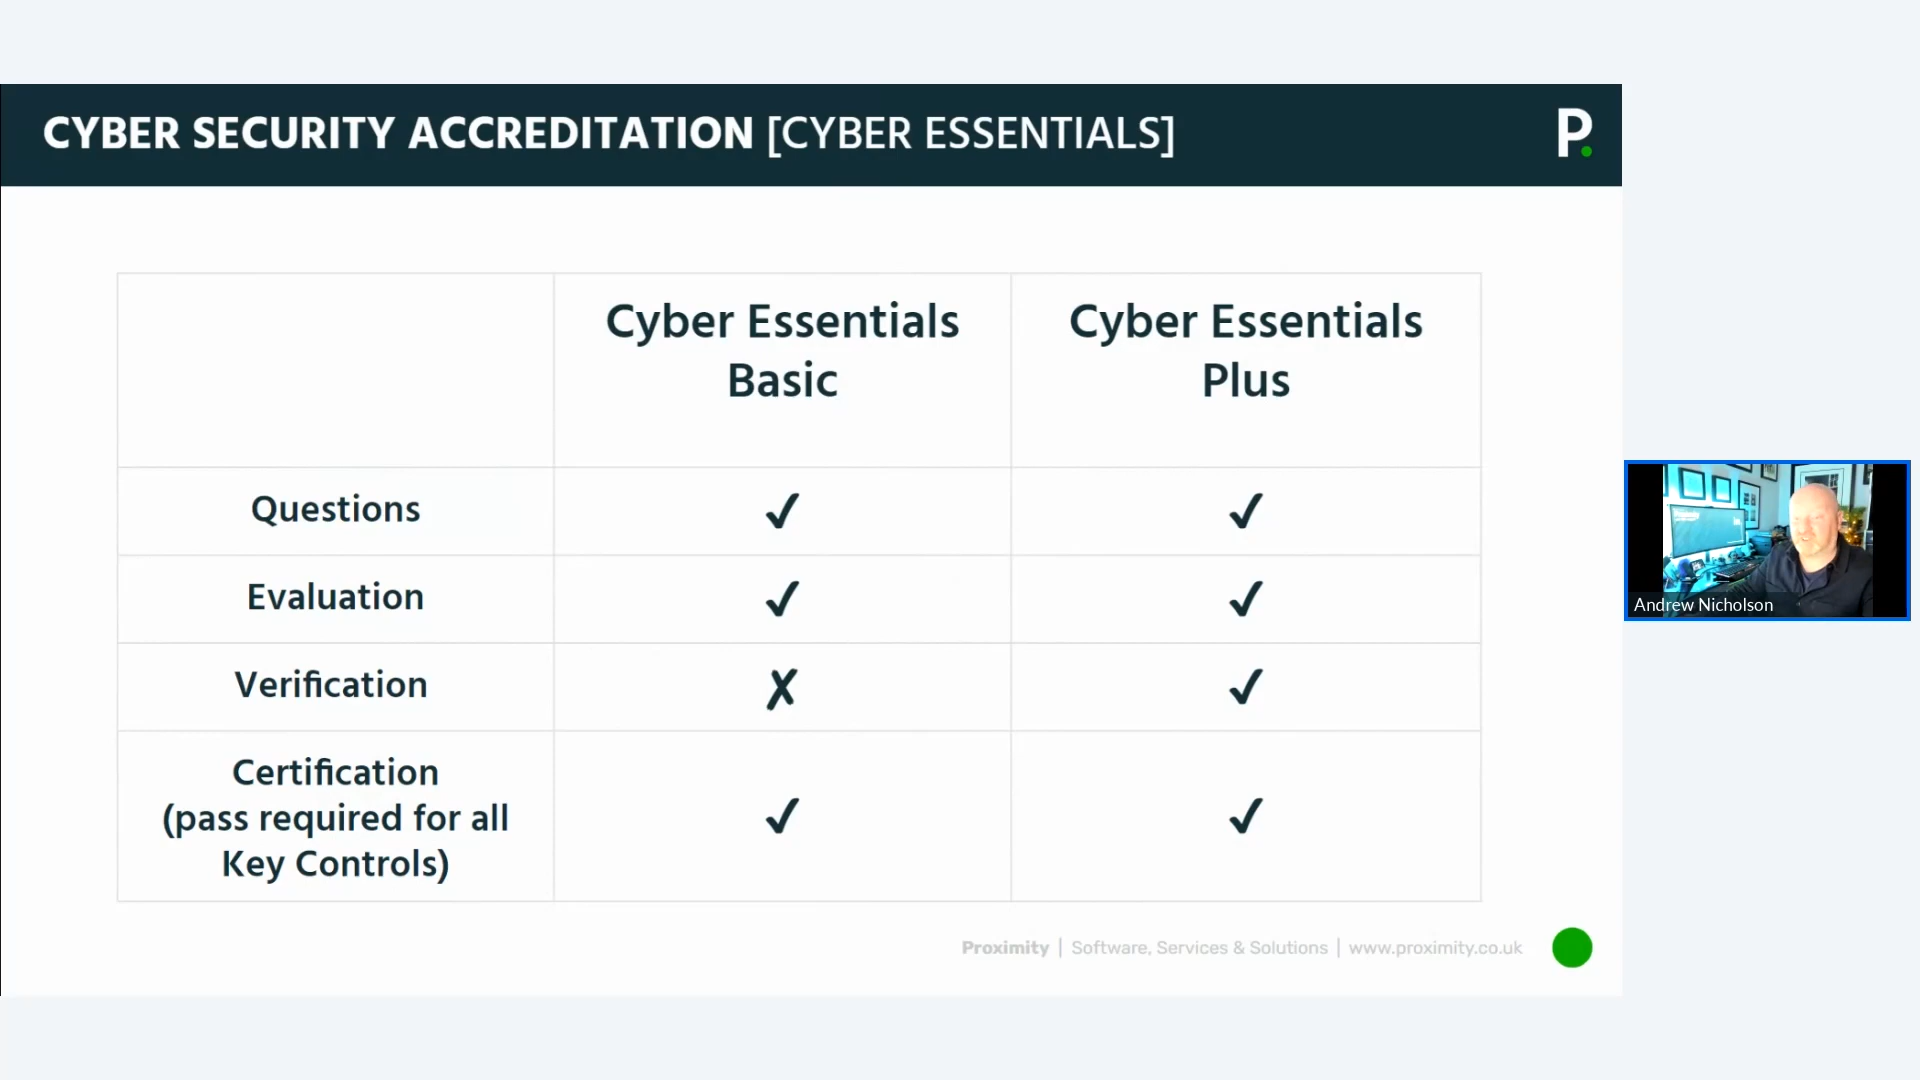 CYBER SECURITY ACCREDITATION [CYBER ESSENTIALS]
P.
Cyber Essentials
Basic
Cyber Essentials
Plus
Questions
✓
✓
Evaluation
✓
✓
Verification
✗
✓
Certification
(pass required for all
Key Controls)
✓
✓
Proximity | Software, Services & Solutions | www.proximity.co.uk
Andrew Nicholson